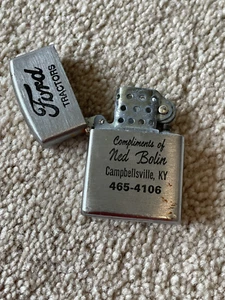 Ford
TRACTORS
Compliments of
Ned Bolin
Campbellsville, KY
465-4106